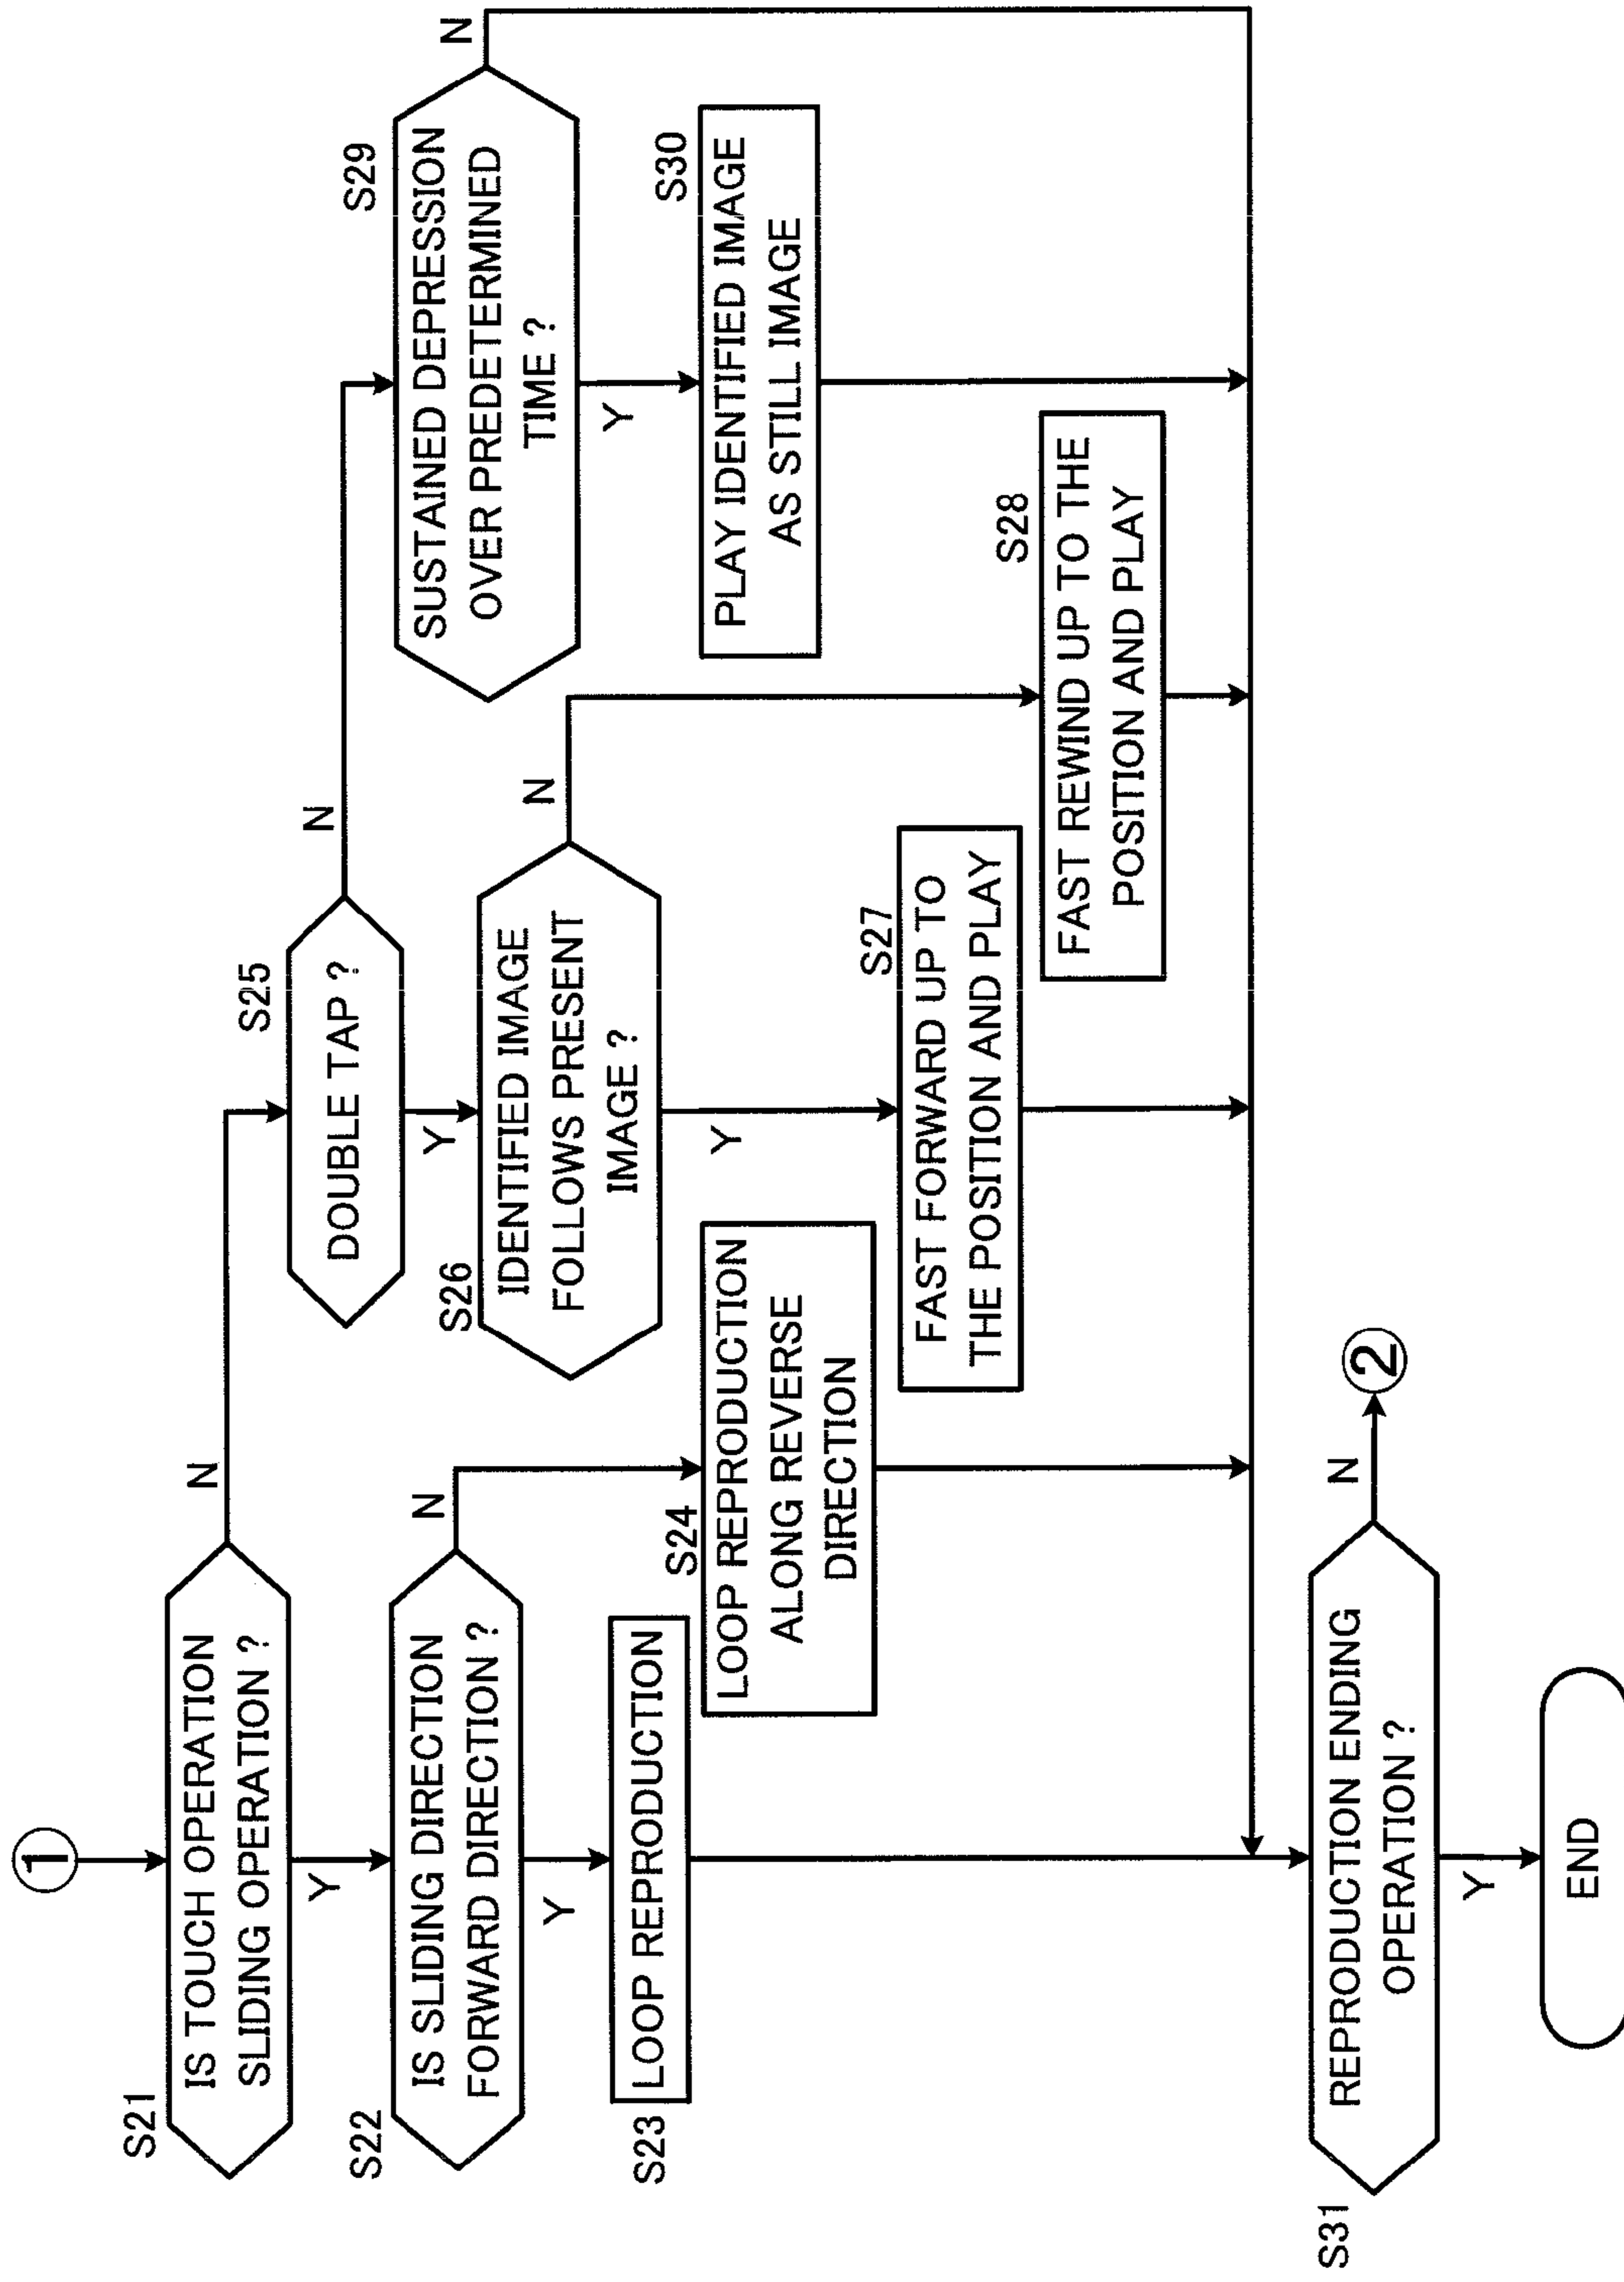 1
S21
IS TOUCH OPERATION
SLIDING OPERATION ?
N
Y
S22
IS SLIDING DIRECTION
FORWARD DIRECTION ?
N
Y
S23
LOOP REPRODUCTION
S24
LOOP REPRODUCTION
ALONG REVERSE
DIRECTION
S25
DOUBLE TAP ?
N
Y
S26
IDENTIFIED IMAGE
FOLLOWS PRESENT
IMAGE ?
N
Y
S27
FAST FORWARD UP TO
THE POSITION AND PLAY
S28
FAST REWIND UP TO THE
POSITION AND PLAY
S29
SUSTAINED DEPRESSION
OVER PREDETERMINED
TIME ?
N
Y
S30
PLAY IDENTIFIED IMAGE
AS STILL IMAGE
S31
REPRODUCTION ENDING
OPERATION ?
N
2
Y
END